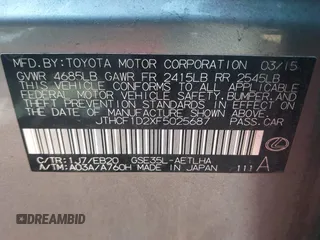 MFD. BY: TOYOTA MOTOR CORPORATION 03/15
GVWR 4685LB GAWR FR 2415LB RR 2545LB
THIS VEHICLE CONFORMS TO ALL APPLICABLE
FEDERAL MOTOR VEHICLE SAFETY,
BUMPER, AND THEFT PREVENTION STANDARDS
IN EFFECT ON THE DATE OF
MANUFACTURE SHOWN ABOVE.
JTHCF1D2XF5025687
PASS. CAR
C/TR: 1J7/EB20 GSE35L-AETLHA
A/TM: A03A/A760H MADE IN JAPAN 111 A
DREAMBID